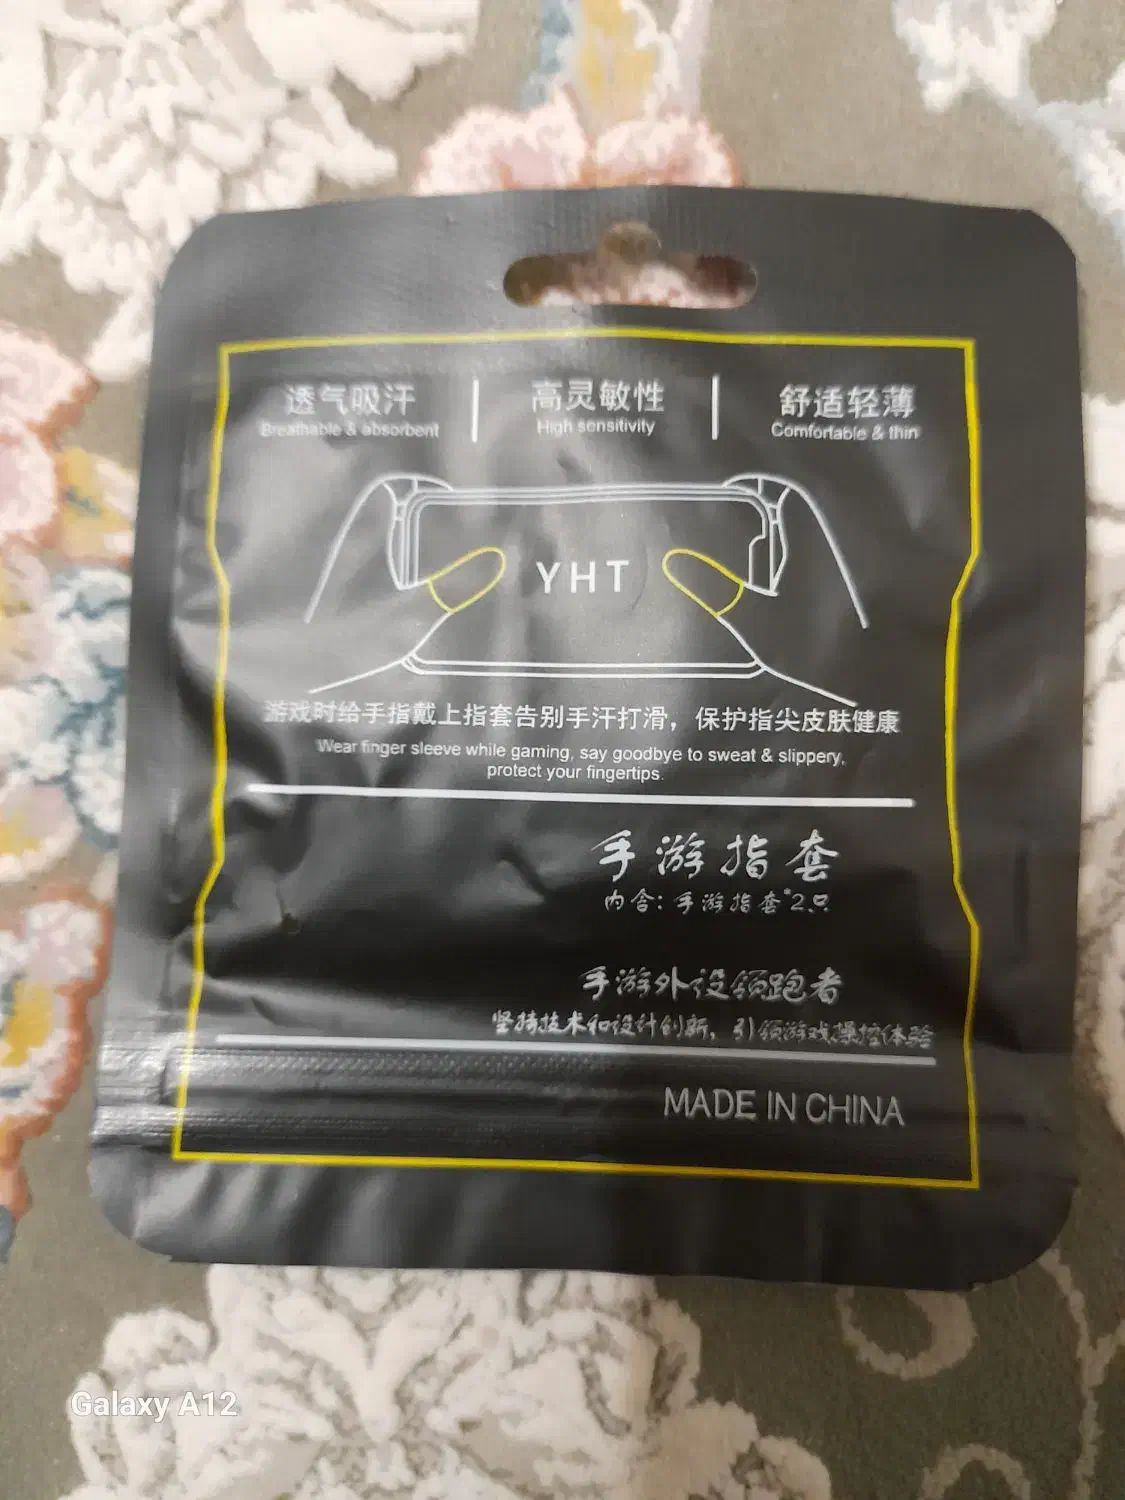 透气吸汗
Breathable & absorbent
高灵敏性
High sensitivity
舒适轻薄
Comfortable & thin
YHT
游戏时给手指戴上指套告别手汗打滑，保护指尖皮肤健康
Wear finger sleeve while gaming, say goodbye to sweat & slippery,
protect your fingertips.
手游指套
内含：手游指套*2只
手游外设领跑者
坚持技术和设计创新，引领游戏操控体验
MADE IN CHINA
Galaxy A12